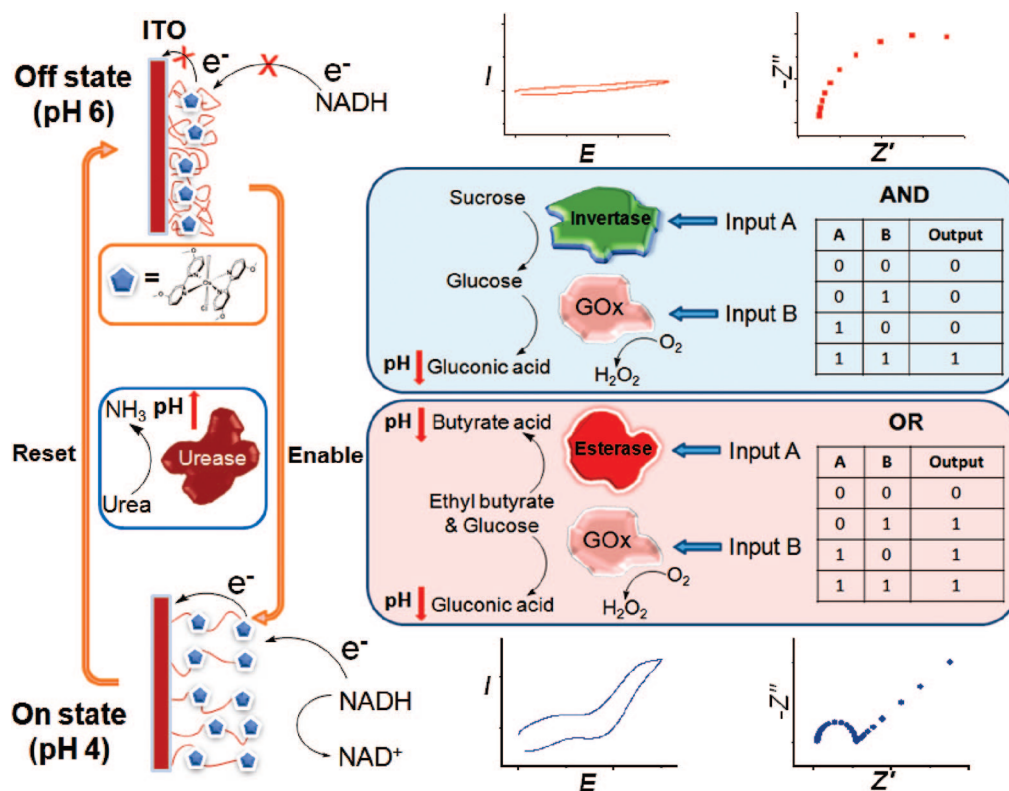 ITO
e⁻
Off state
(pH 6)
X
e⁻
X
NADH
I
E
-Z''
Z'
=
Reset
NH₃
pH
Urease
Urea
Enable
Sucrose
Invertase
Input A
Glucose
GOx
Input B
O₂
H₂O₂
pH
Gluconic acid
AND
A B Output
0 0 0
0 1 0
1 0 0
1 1 1
pH
Butyrate acid
Esterase
Input A
Ethyl butyrate
& Glucose
GOx
Input B
O₂
H₂O₂
pH
Gluconic acid
OR
A B Output
0 0 0
0 1 1
1 0 1
1 1 1
e⁻
e⁻
On state
(pH 4)
NADH
NAD⁺
I
E
-Z''
Z'